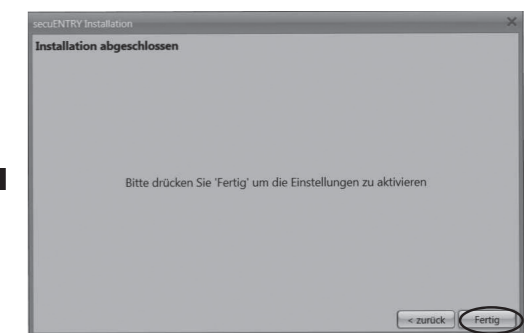 secuENTRY Installation
Installation abgeschlossen
Bitte drücken Sie 'Fertig' um die Einstellungen zu aktivieren
< zurück Fertig